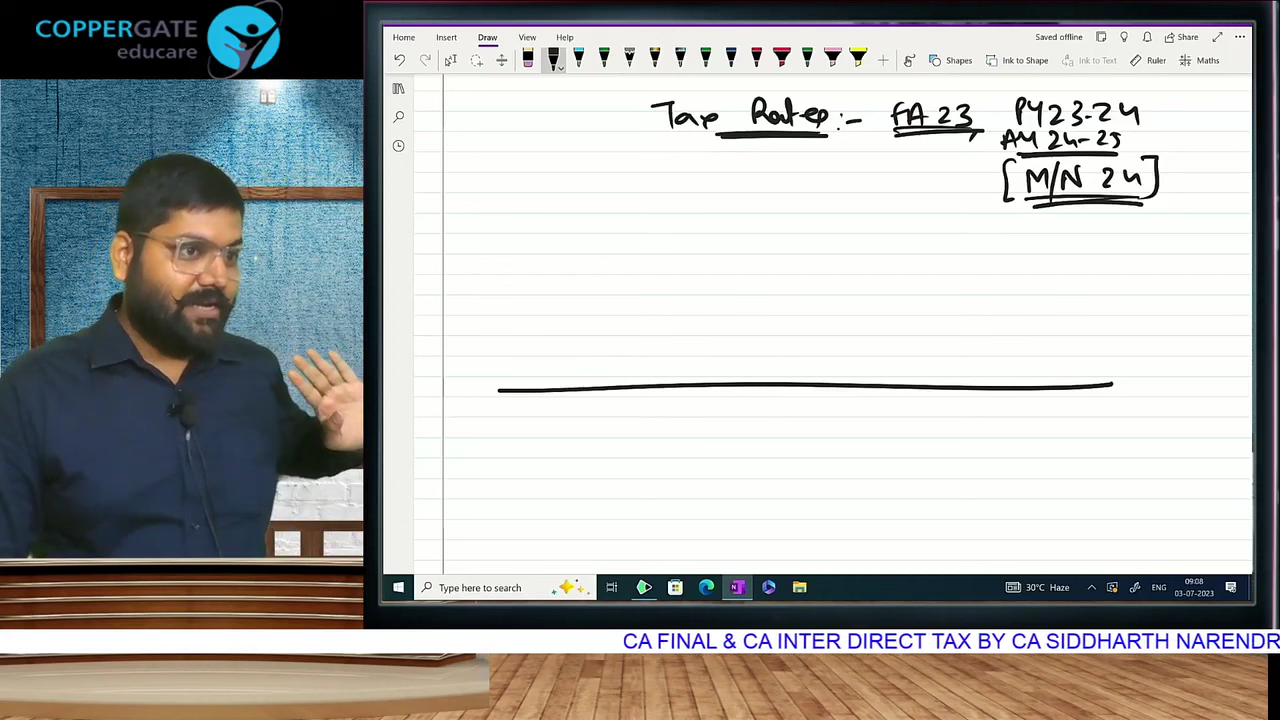 COPPERGATE
educare
Home Insert Draw View Help
Saved offline
Share
Shapes
Ink to Shape
Ink to Text
Ruler
Maths
Tax Rates :- FA 23 PY 23-24
AY 24-25
[M/N 24]
Type here to search
30°C Haze
ENG
09:08
03-07-2023
CA FINAL & CA INTER DIRECT TAX BY CA SIDDHARTH NARENDR